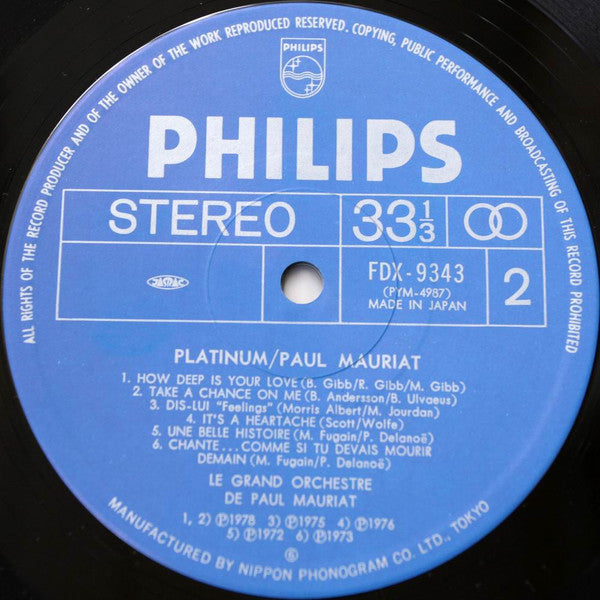 ALL RIGHTS OF THE RECORD PRODUCER AND OF THE OWNER OF THE WORK REPRODUCED RESERVED. COPYING, PUBLIC PERFORMANCE AND BROADCASTING OF THIS RECORD PROHIBITED
PHILIPS
PHILIPS
STEREO 33 1/3
JASRAC FDX-9343 2
(PYM-4987)
MADE IN JAPAN
PLATINUM/PAUL MAURIAT
1. HOW DEEP IS YOUR LOVE (B. Gibb/R. Gibb/M. Gibb)
2. TAKE A CHANCE ON ME (B. Andersson/B. Ulvaeus)
3. DIS-LUI "Feelings" (Morris Albert/M. Jourdan)
4. IT'S A HEARTACHE (Scott/Wolfe)
5. UNE BELLE HISTOIRE (M. Fugain/P. Delanoë)
6. CHANTE...COMME SI TU DEVAIS MOURIR
DEMAIN (M. Fugain/P. Delanoë)
LE GRAND ORCHESTRE
DE PAUL MAURIAT
1, 2) ℗1978 3) ℗1975 4) ℗1976
5) ℗1972 6) ℗1973
⑥
MANUFACTURED BY NIPPON PHONOGRAM CO. LTD., TOKYO